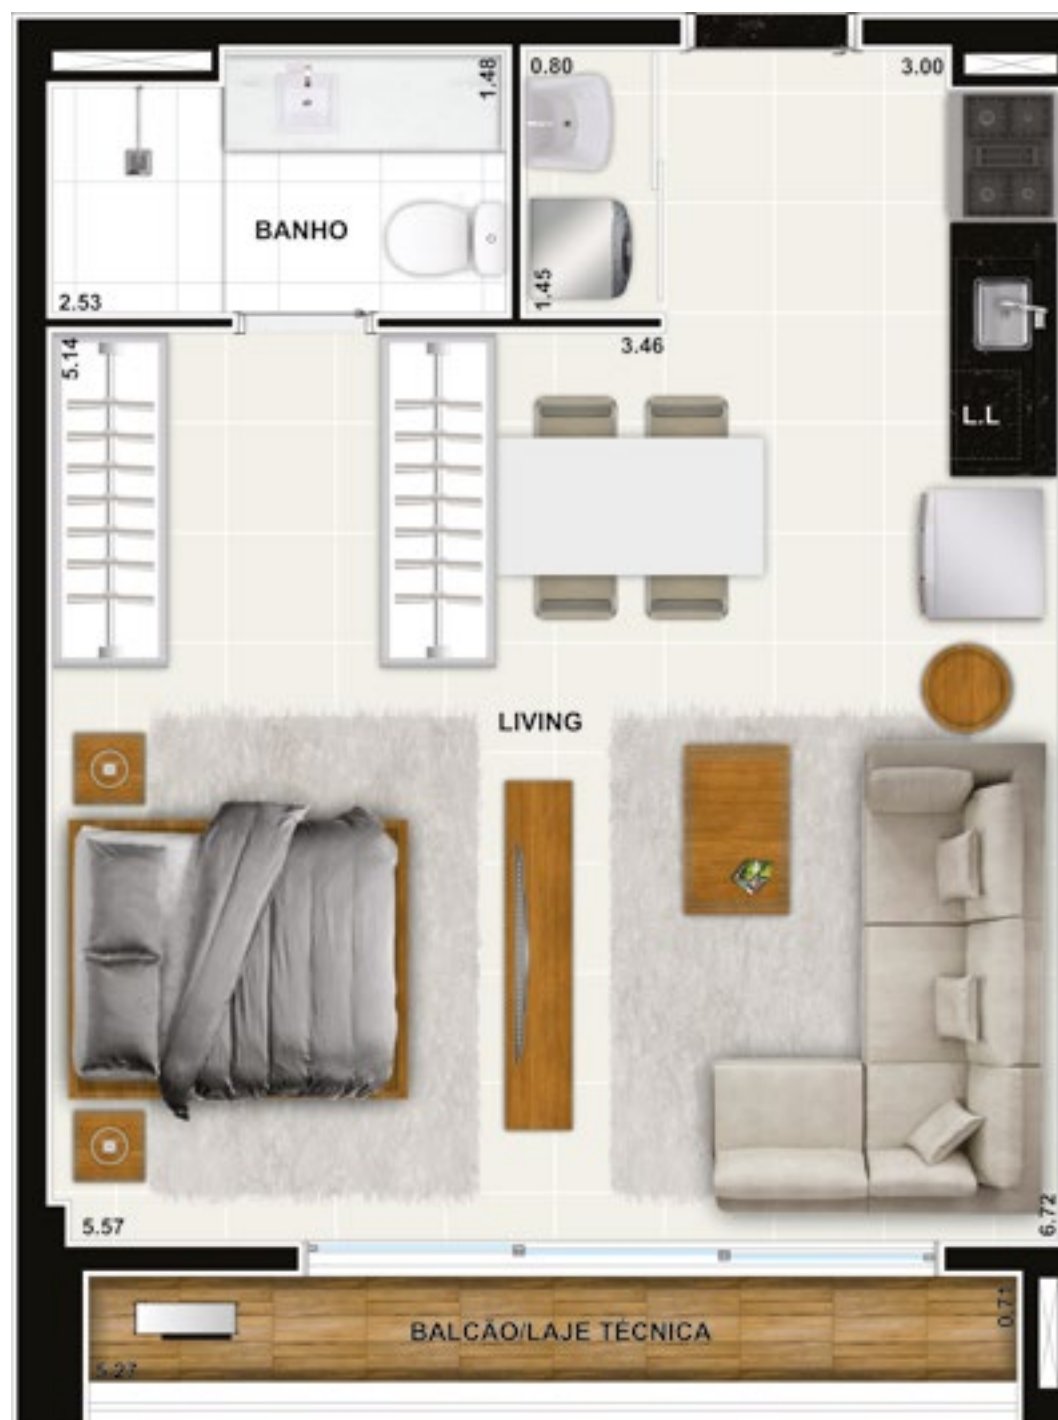 0.80
3.00
1.48
BANHO
1.45
2.53
5.14
3.46
L.L
LIVING
5.57
6.72
0.71
BALCÃO/LAJE TÉCNICA
5.27